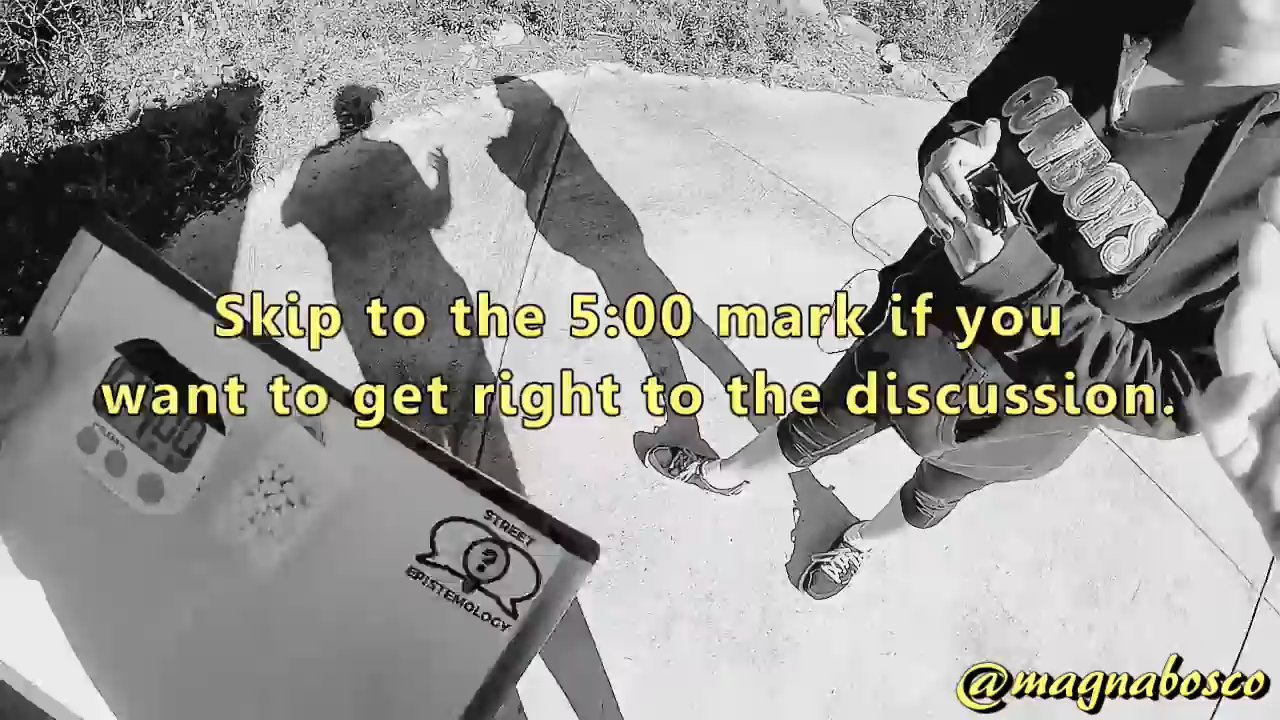 COWBOYS
Skip to the 5:00 mark if you
want to get right to the discussion.
STREET
?
EPISTEMOLOGY
@magnabosco